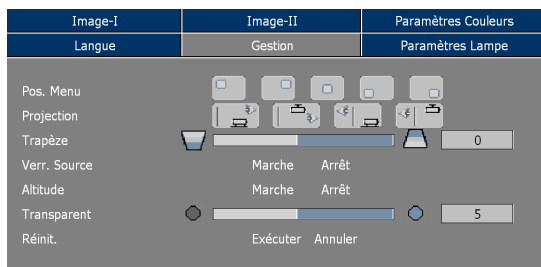 Image-I Image-II Paramètres Couleurs
Langue Gestion Paramètres Lampe
Pos. Menu
Projection
Trapèze 0
Verr. Source Marche Arrêt
Altitude Marche Arrêt
Transparent 5
Réinit. Exécuter Annuler